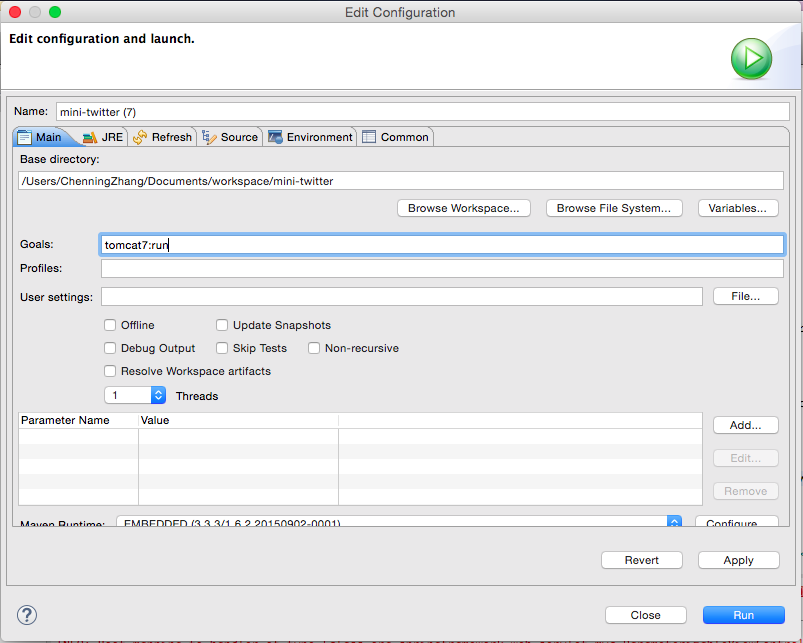 Edit Configuration
Edit configuration and launch.
Name: mini-twitter (7)
Main JRE Refresh Source Environment Common
Base directory:
/Users/ChenningZhang/Documents/workspace/mini-twitter
Browse Workspace... Browse File System... Variables...
Goals: tomcat7:run
Profiles:
User settings: File...
Offline Update Snapshots
Debug Output Skip Tests Non-recursive
Resolve Workspace artifacts
1 Threads
Parameter Name Value
Add...
Edit...
Remove
Maven Runtime: EMBEDDED (3.3.3/1.6.2.20150902-0001) Configure...
Revert Apply
? Close Run